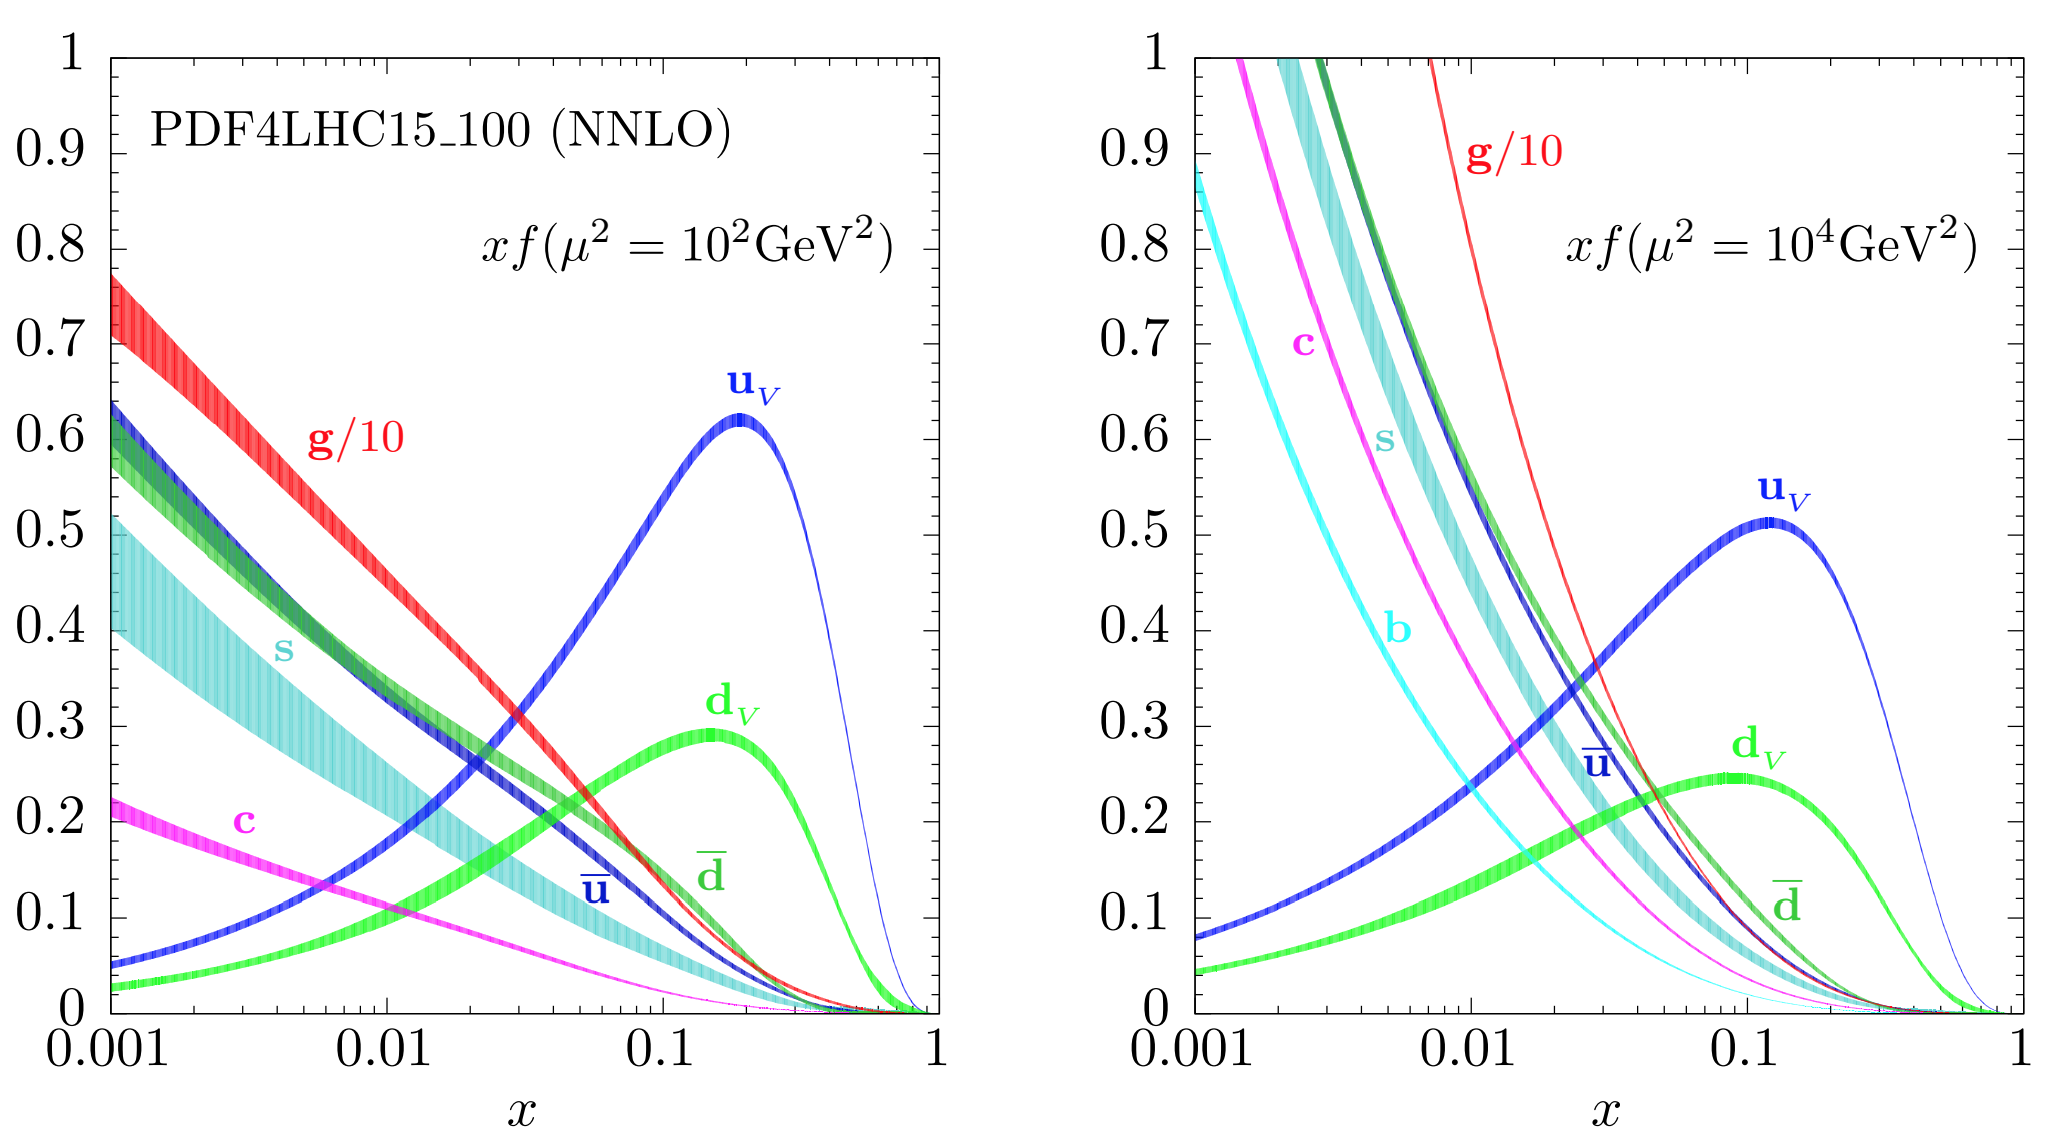 1
0.9
0.8
0.7
0.6
0.5
0.4
0.3
0.2
0.1
0
0.001 0.01 0.1 1
x
PDF4LHC15_100 (NNLO)
xf(μ² = 10²GeV²)
g/10
u_V
s
d_V
c
u̅
d̅
1
0.9
0.8
0.7
0.6
0.5
0.4
0.3
0.2
0.1
0
0.001 0.01 0.1 1
x
g/10
xf(μ² = 10⁴GeV²)
c
s
u_V
b
d_V
u̅
d̅